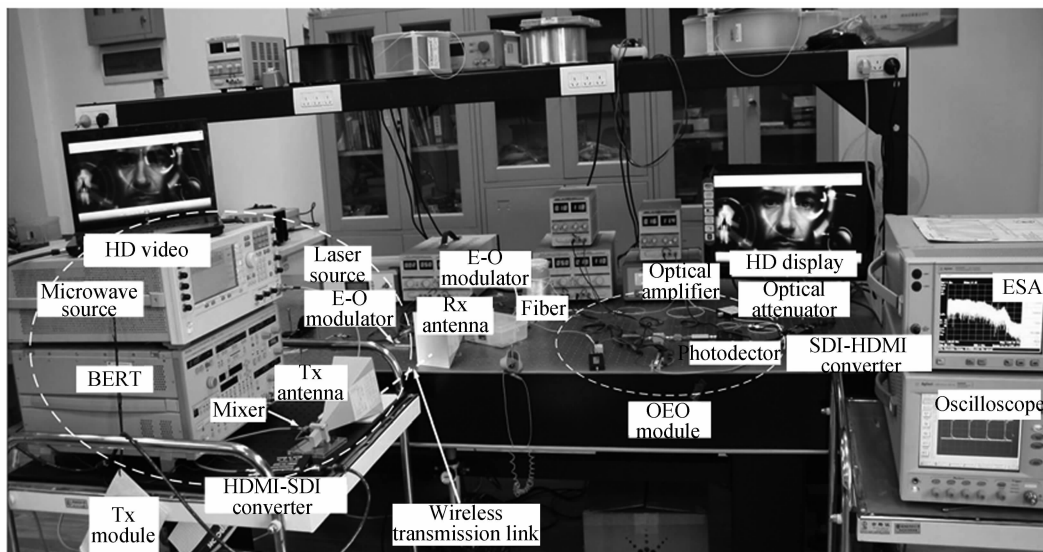 HD video
Laser
source
E-O
modulator
HD display
ESA
Microwave
source
E-O
modulator
Rx
antenna
Fiber
Optical
amplifier
Optical
attenuator
BERT
Tx
antenna
Photodector
SDI-HDMI
converter
Mixer
OEO
module
Oscilloscope
HDMI-SDI
converter
Tx
module
Wireless
transmission link